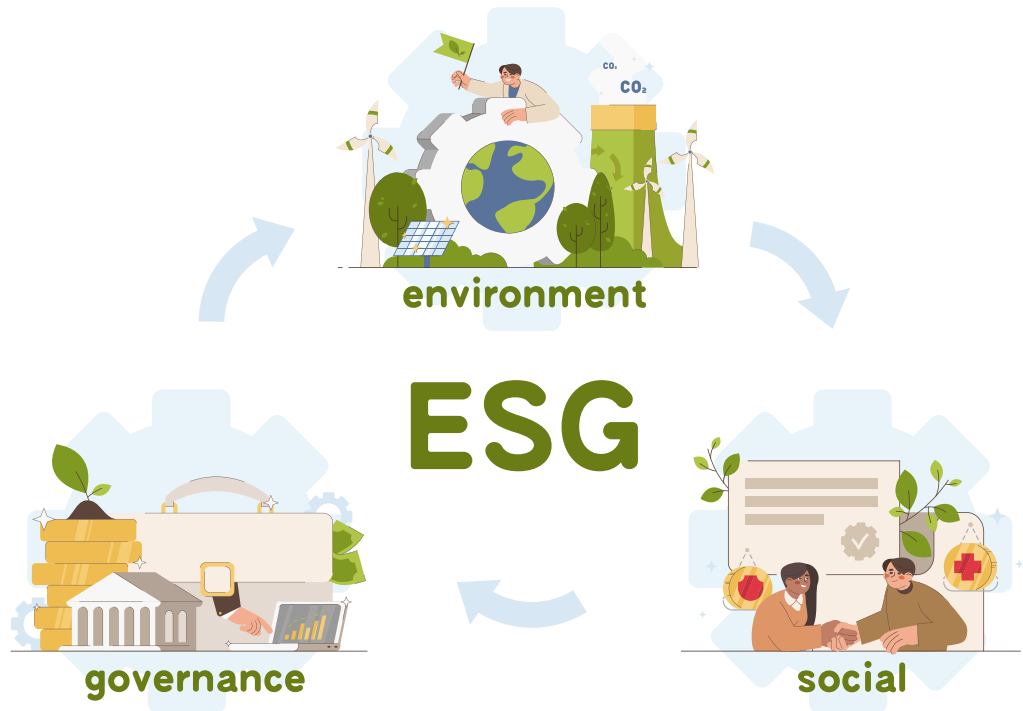 CO₂
CO₂
environment
ESG
governance
social